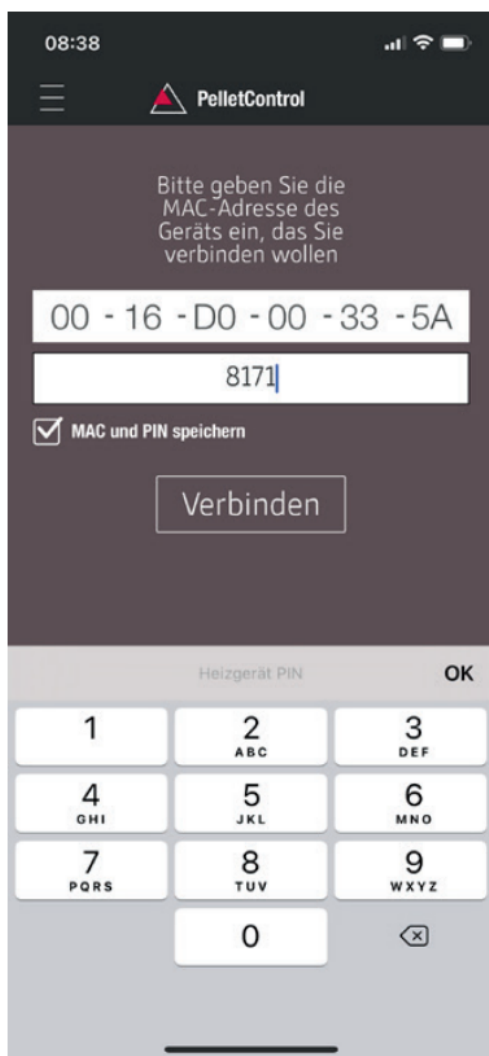 08:38
PelletControl
Bitte geben Sie die
MAC-Adresse des
Geräts ein, das Sie
verbinden wollen
00 - 16 - D0 - 00 - 33 - 5A
8171
MAC und PIN speichern
Verbinden
Heizgerät PIN
OK
1
2
ABC
3
DEF
4
GHI
5
JKL
6
MNO
7
PQRS
8
TUV
9
WXYZ
0